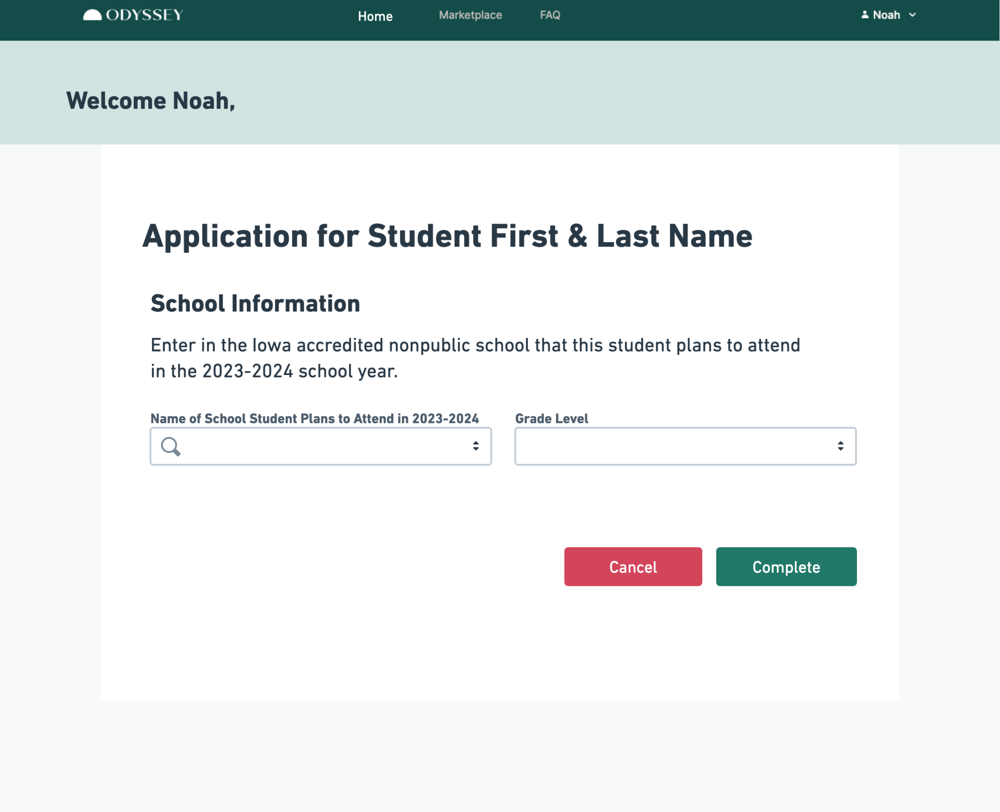 ODYSSEY
Home
Marketplace
FAQ
Noah
Welcome Noah,
Application for Student First & Last Name
School Information
Enter in the Iowa accredited nonpublic school that this student plans to attend
in the 2023-2024 school year.
Name of School Student Plans to Attend in 2023-2024
Grade Level
Cancel
Complete